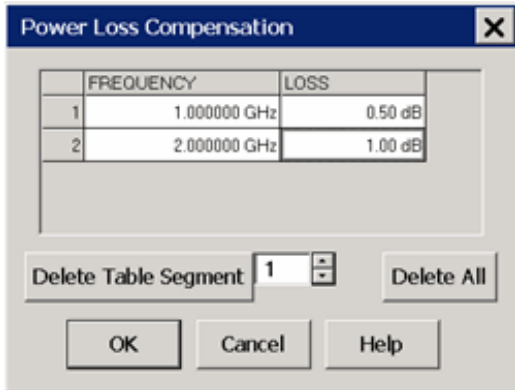 Power Loss Compensation
FREQUENCY LOSS
1 1.000000 GHz 0.50 dB
2 2.000000 GHz 1.00 dB
Delete Table Segment 1 Delete All
OK Cancel Help